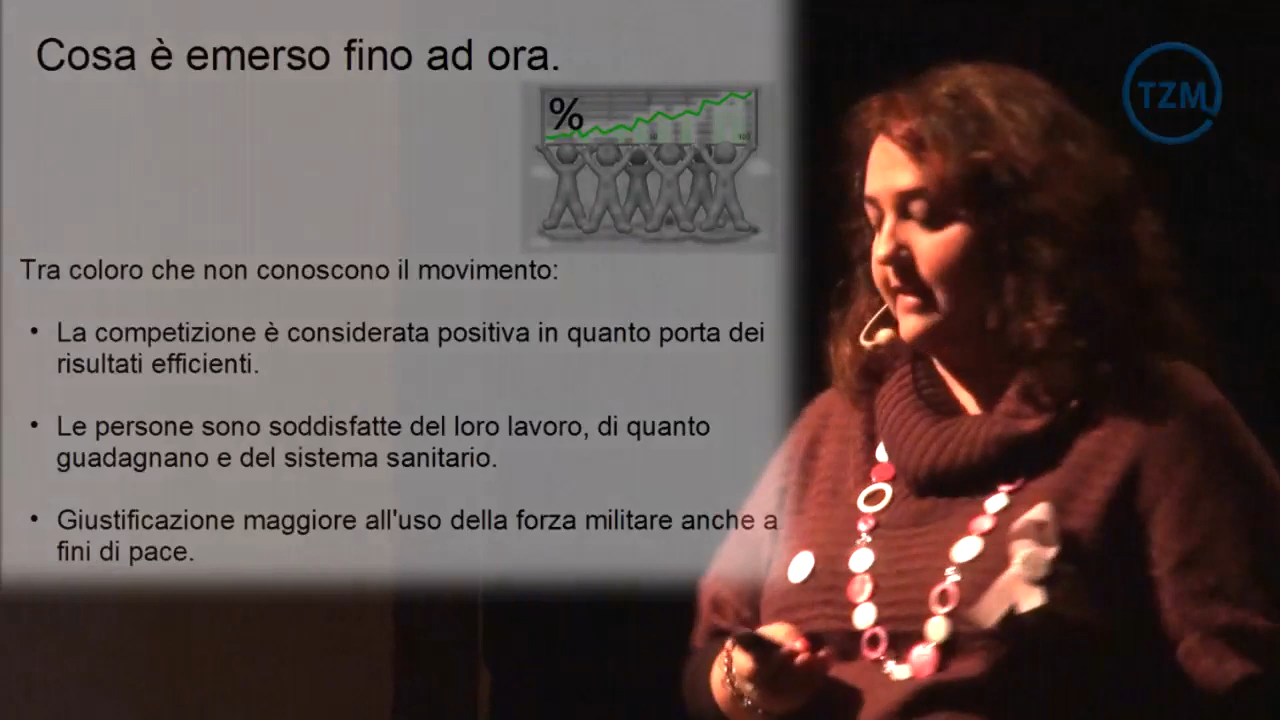 Cosa è emerso fino ad ora.
TZM
%
Tra coloro che non conoscono il movimento:
• La competizione è considerata positiva in quanto porta dei
risultati efficienti.
• Le persone sono soddisfatte del loro lavoro, di quanto
guadagnano e del sistema sanitario.
• Giustificazione maggiore all'uso della forza militare anche a
fini di pace.